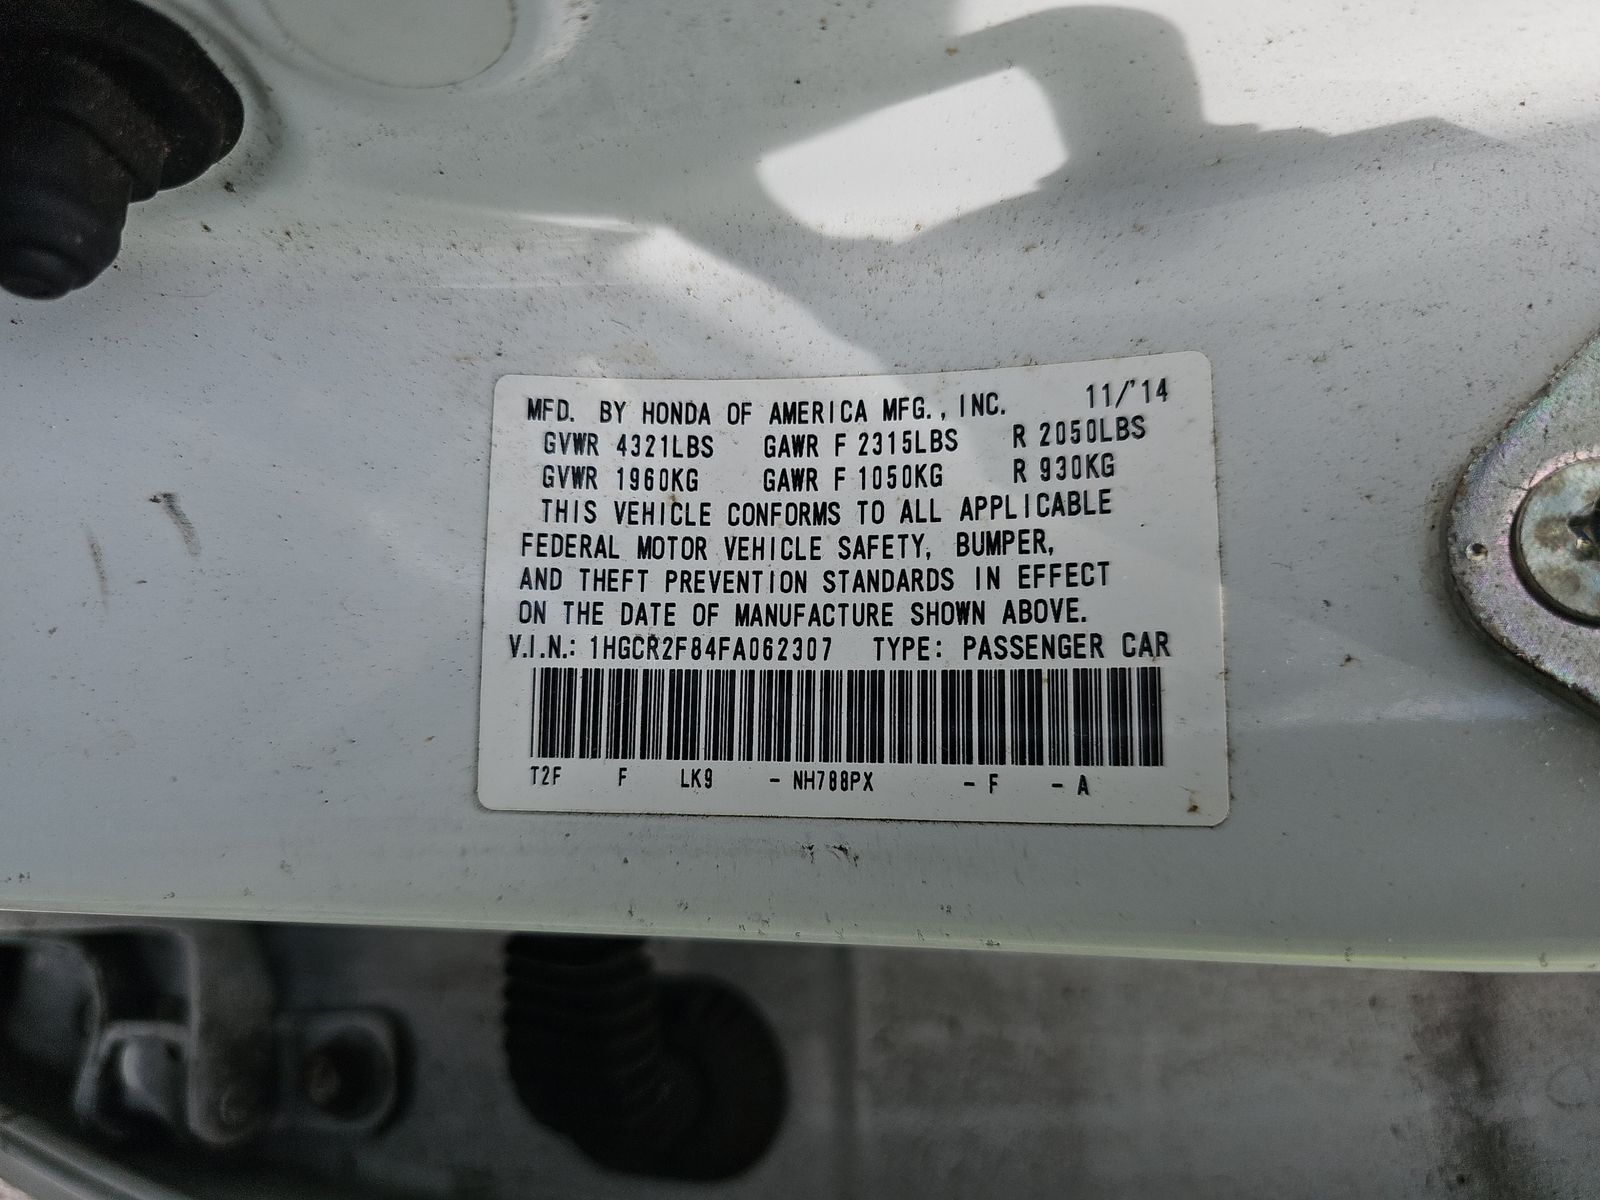 MFD. BY HONDA OF AMERICA MFG., INC. 11/'14
GVWR 4321LBS GAWR F 2315LBS R 2050LBS
GVWR 1960KG GAWR F 1050KG R 930KG
THIS VEHICLE CONFORMS TO ALL APPLICABLE
FEDERAL MOTOR VEHICLE SAFETY, BUMPER,
AND THEFT PREVENTION STANDARDS IN EFFECT
ON THE DATE OF MANUFACTURE SHOWN ABOVE.
V.I.N.: 1HGCR2F84FA062307 TYPE: PASSENGER CAR
T2F F LK9 - NH788PX - F - A